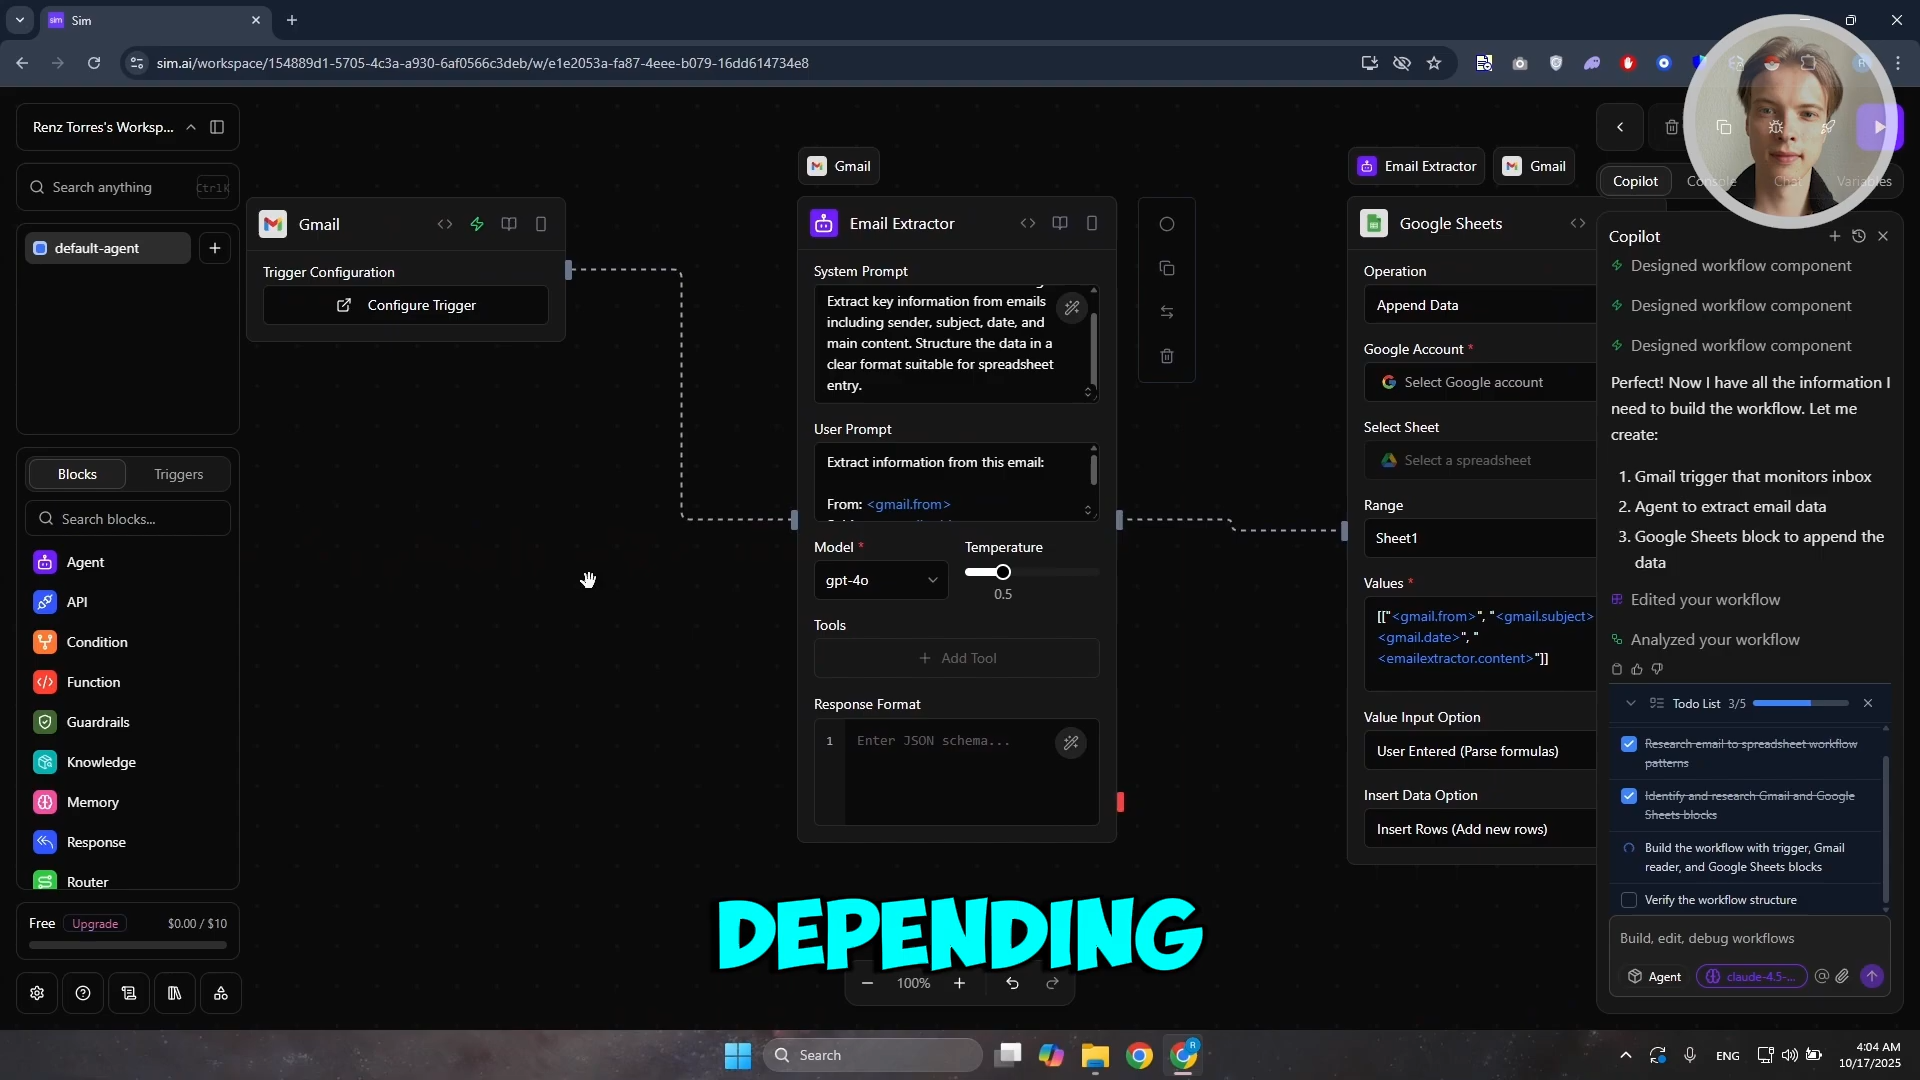 Sim
sim.ai/workspace/154889d1-5705-4c3a-a930-6af0566c3deb/w/e1e2053a-fa87-4eee-b079-16dd614734e8
Renz Torres's Worksp...
Search anything
default-agent
Blocks
Triggers
Search blocks...
Agent
API
Condition
Function
Guardrails
Knowledge
Memory
Response
Router
Free
Upgrade
$0.00 / $10
Gmail
Trigger Configuration
Configure Trigger
Gmail
Email Extractor
System Prompt
Extract key information from emails
including sender, subject, date, and
main content. Structure the data in a
clear format suitable for spreadsheet
entry.
User Prompt
Extract information from this email:
From: <gmail.from>
Model *
Temperature
gpt-4o
0.5
Tools
+ Add Tool
Response Format
1
Enter JSON schema...
DEPENDING
100%
Email Extractor
Gmail
Google Sheets
Operation
Append Data
Google Account *
Select Google account
Select Sheet
Select a spreadsheet
Range
Sheet1
Values *
[["<gmail.from>", "<gmail.subject>
<gmail.date>", "
<emailextractor.content>"]]
Value Input Option
User Entered (Parse formulas)
Insert Data Option
Insert Rows (Add new rows)
Copilot
Console
Chat
Variables
Copilot
Designed workflow component
Designed workflow component
Designed workflow component
Perfect! Now I have all the information I
need to build the workflow. Let me
create:
1. Gmail trigger that monitors inbox
2. Agent to extract email data
3. Google Sheets block to append the
data
Edited your workflow
Analyzed your workflow
Todo List 3/5
Research email to spreadsheet workflow
patterns
Identify and research Gmail and Google
Sheets blocks
Build the workflow with trigger, Gmail
reader, and Google Sheets blocks
Verify the workflow structure
Build, edit, debug workflows
Agent
claude-4.5-...
Search
ENG
4:04 AM
10/17/2025